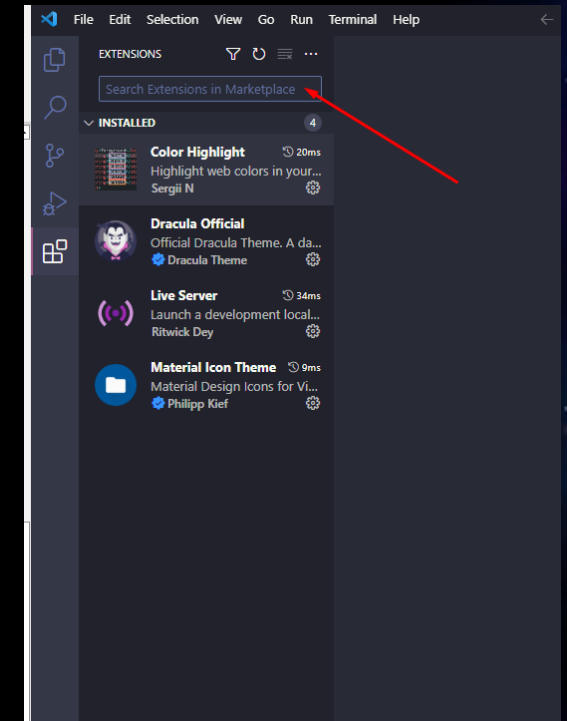 File Edit Selection View Go Run Terminal Help
EXTENSIONS
Search Extensions in Marketplace
INSTALLED 4
Color Highlight 20ms
Highlight web colors in your...
Sergii N
Dracula Official
Official Dracula Theme. A da...
Dracula Theme
Live Server 34ms
Launch a development local...
Ritwick Dey
Material Icon Theme 9ms
Material Design Icons for Vi...
Philipp Kief